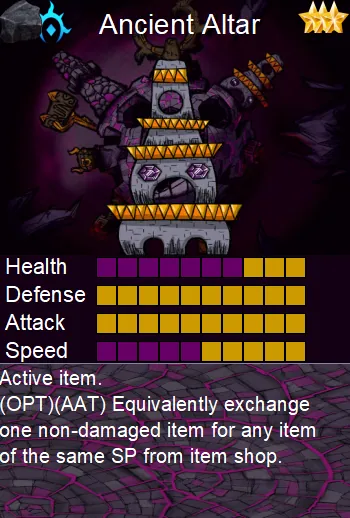 Ancient Altar
Health
Defense
Attack
Speed
Active item.
(OPT)(AAT) Equivalently exchange
one non-damaged item for any item
of the same SP from item shop.